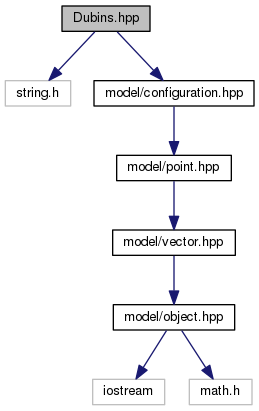 Dubins.hpp
string.h
model/configuration.hpp
model/point.hpp
model/vector.hpp
model/object.hpp
iostream
math.h